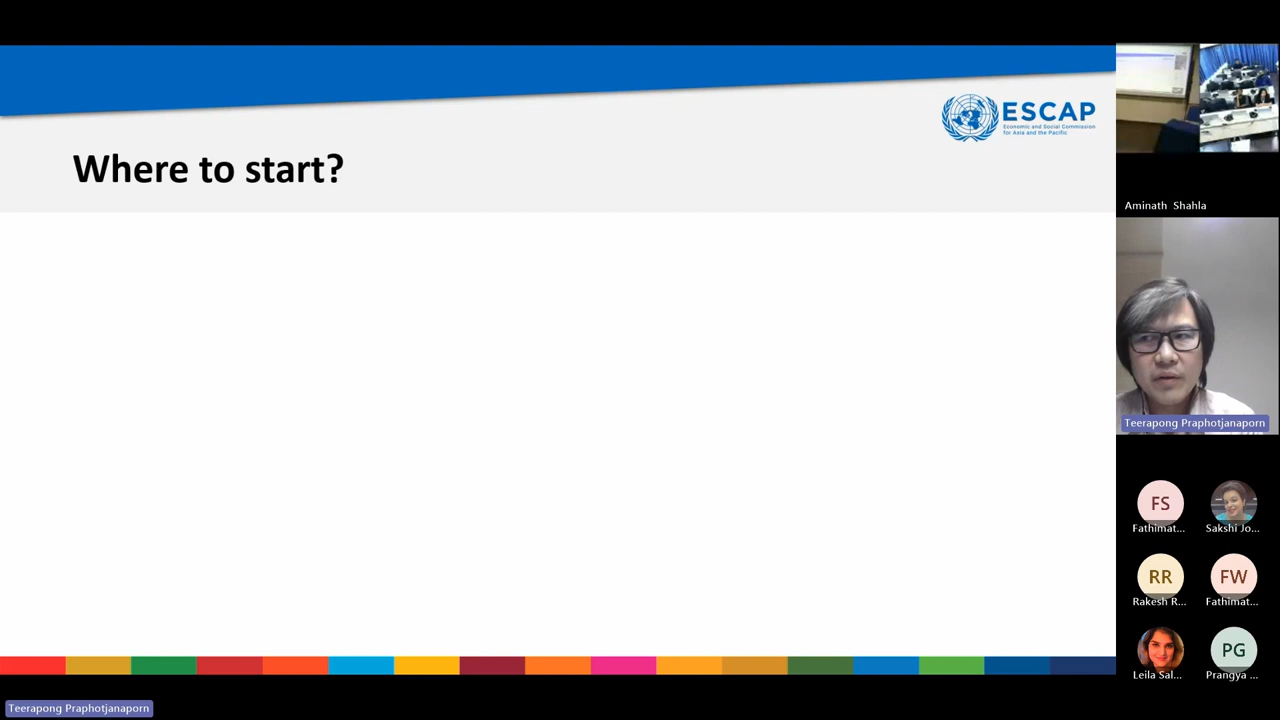 ESCAP
Economic and Social Commission
for Asia and the Pacific
Where to start?
Aminath Shahla
Teerapong Praphotjanaporn
FS
Fathimat...
Sakshi Jo...
RR
Rakesh R...
FW
Fathimat...
Leila Sal...
PG
Prangya ...
Teerapong Praphotjanaporn